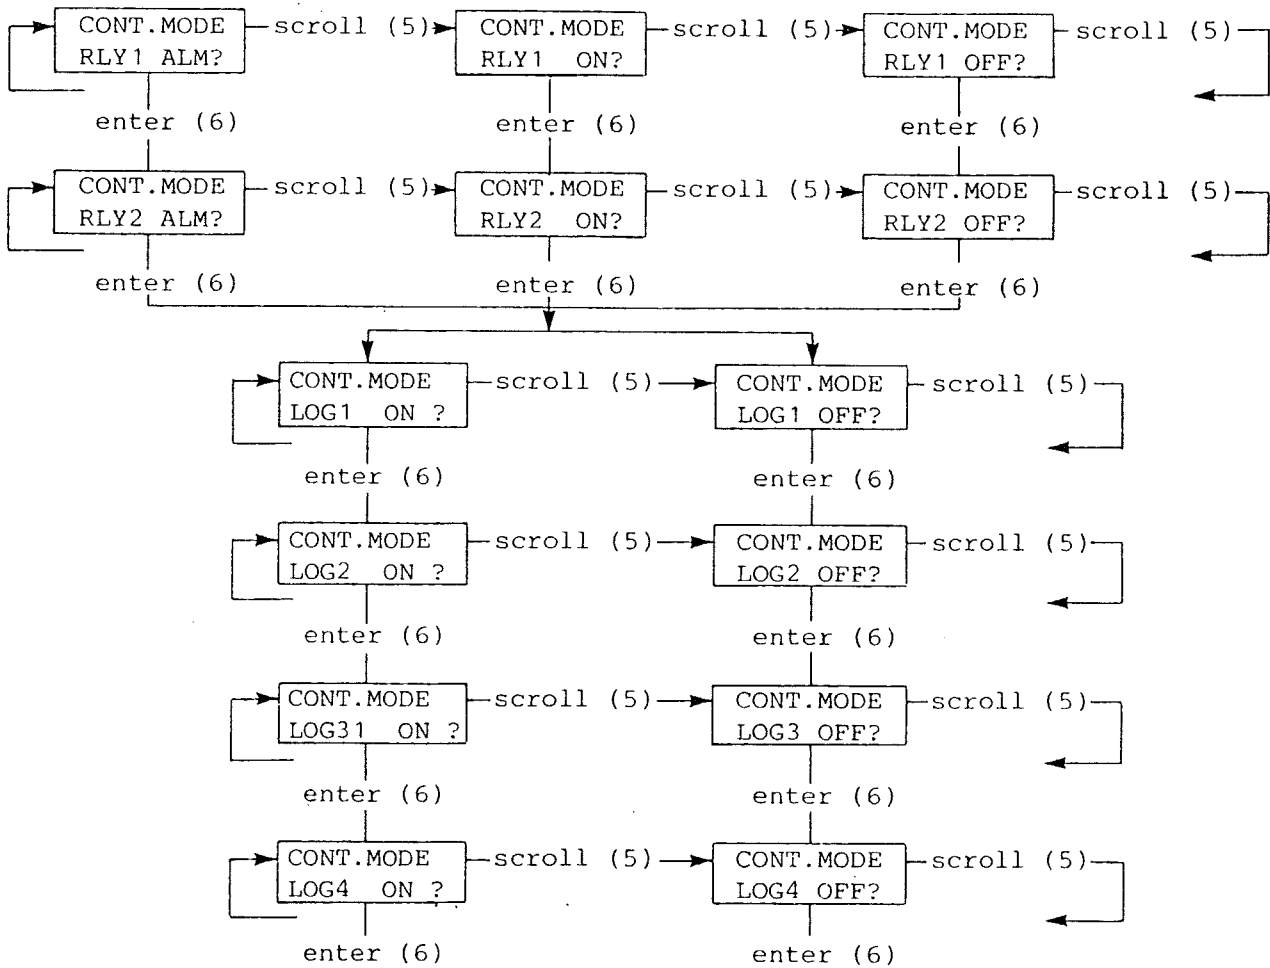 CONT.MODE
RLY1 ALM?
scroll (5)
CONT.MODE
RLY1 ON?
scroll (5)
CONT.MODE
RLY1 OFF?
scroll (5)
enter (6)
enter (6)
enter (6)
CONT.MODE
RLY2 ALM?
scroll (5)
CONT.MODE
RLY2 ON?
scroll (5)
CONT.MODE
RLY2 OFF?
scroll (5)
enter (6)
enter (6)
enter (6)
CONT.MODE
LOG1 ON ?
scroll (5)
CONT.MODE
LOG1 OFF?
scroll (5)
enter (6)
enter (6)
CONT.MODE
LOG2 ON ?
scroll (5)
CONT.MODE
LOG2 OFF?
scroll (5)
enter (6)
enter (6)
CONT.MODE
LOG31 ON ?
scroll (5)
CONT.MODE
LOG3 OFF?
scroll (5)
enter (6)
enter (6)
CONT.MODE
LOG4 ON ?
scroll (5)
CONT.MODE
LOG4 OFF?
scroll (5)
enter (6)
enter (6)